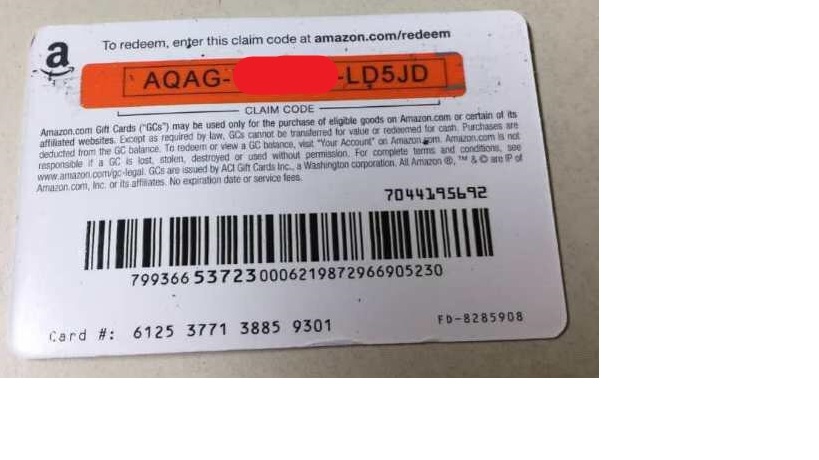 a
To redeem, enter this claim code at amazon.com/redeem
AQAG- -LD5JD
CLAIM CODE
Amazon.com Gift Cards ("GCs") may be used only for the purchase of eligible goods on Amazon.com or certain of its
affiliated websites. Except as required by law, GCs cannot be transferred for value or redeemed for cash. Purchases are
deducted from the GC balance. To redeem or view a GC balance, visit "Your Account" on Amazon.com. Amazon.com is not
responsible if a GC is lost, stolen, destroyed or used without permission. For complete terms and conditions, see
www.amazon.com/gc-legal. GCs are issued by ACI Gift Cards Inc., a Washington corporation. All Amazon ®, ™ & © are IP of
Amazon.com, Inc. or its affiliates. No expiration date or service fees.
7044195692
799366 53723 0006219872966905230
Card #: 6125 3771 3885 9301
FD-8285908